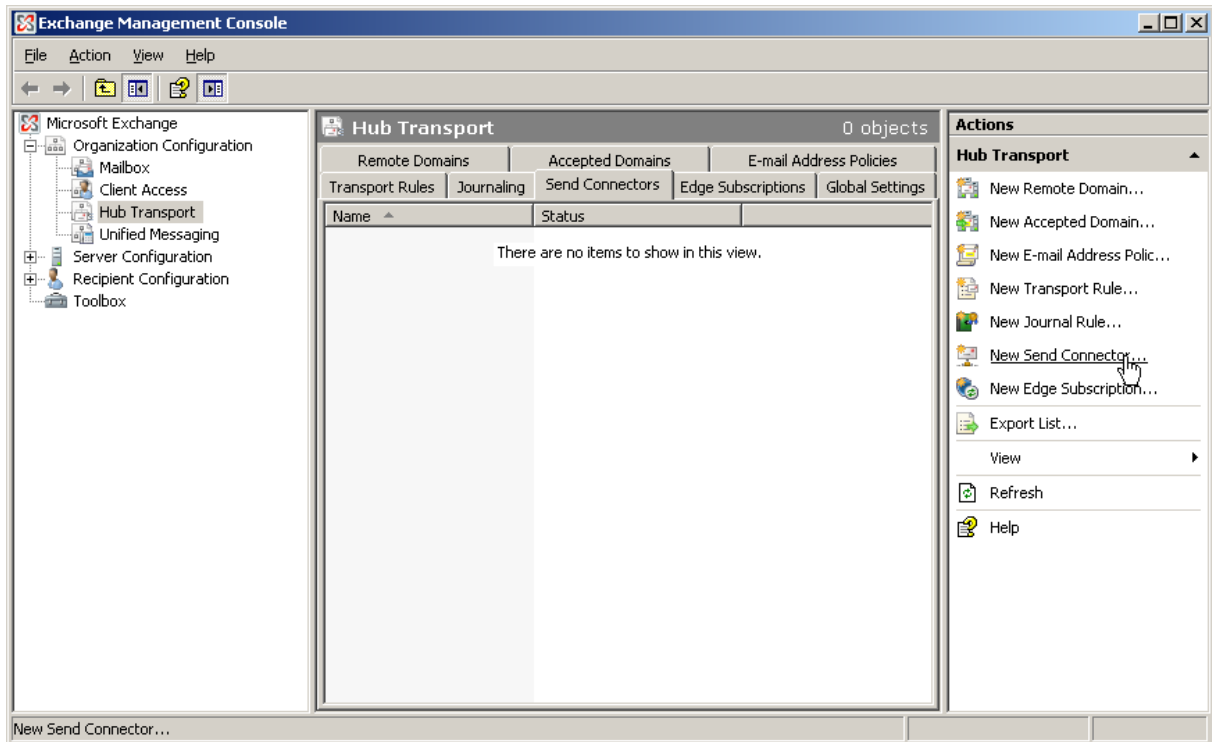 Exchange Management Console
File Action View Help
Microsoft Exchange
Organization Configuration
Mailbox
Client Access
Hub Transport
Unified Messaging
Server Configuration
Recipient Configuration
Toolbox
Hub Transport 0 objects
Remote Domains Accepted Domains E-mail Address Policies
Transport Rules Journaling Send Connectors Edge Subscriptions Global Settings
Name Status
There are no items to show in this view.
Actions
Hub Transport
New Remote Domain...
New Accepted Domain...
New E-mail Address Polic...
New Transport Rule...
New Journal Rule...
New Send Connector...
New Edge Subscription...
Export List...
View
Refresh
Help
New Send Connector...